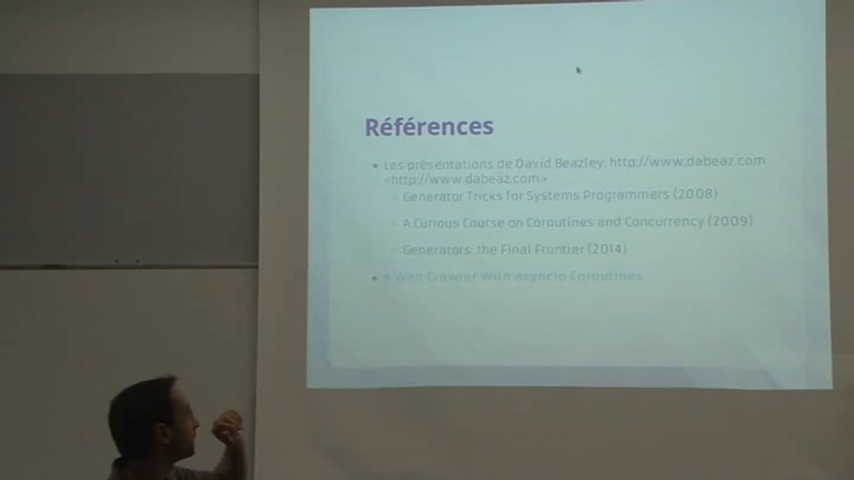 Références
Les présentations de David Beazley: http://www.dabeaz.com
<http://www.dabeaz.com>
Generator Tricks for Systems Programmers (2008)
A Curious Course on Coroutines and Concurrency (2009)
Generators: the Final Frontier (2014)
A Web Crawler With asyncio Coroutines